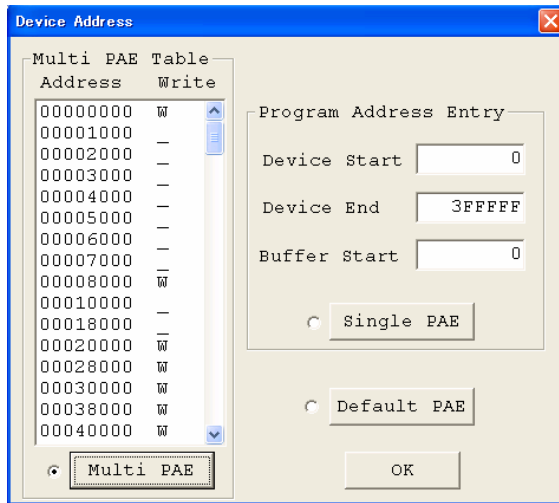 Device Address
Multi PAE Table
Address Write
00000000 W
00001000 _
00002000 _
00003000 _
00004000 _
00005000 _
00006000 _
00007000 _
00008000 W
00010000 _
00018000 _
00020000 W
00028000 W
00030000 W
00038000 W
00040000 W
Multi PAE
Program Address Entry
Device Start 0
Device End 3FFFFF
Buffer Start 0
Single PAE
Default PAE
OK